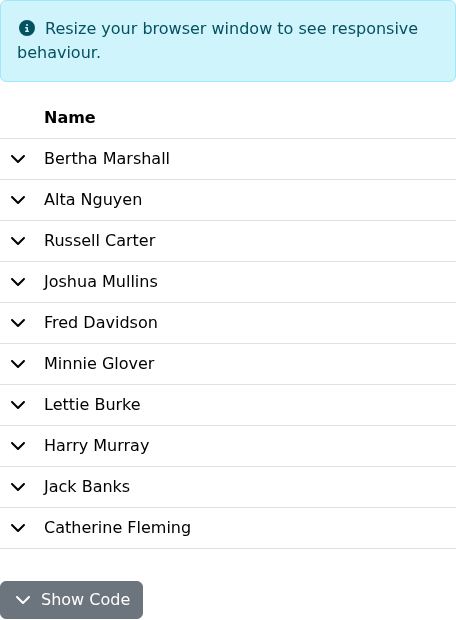 Resize your browser window to see responsive
behaviour.
Name
Bertha Marshall
Alta Nguyen
Russell Carter
Joshua Mullins
Fred Davidson
Minnie Glover
Lettie Burke
Harry Murray
Jack Banks
Catherine Fleming
Show Code